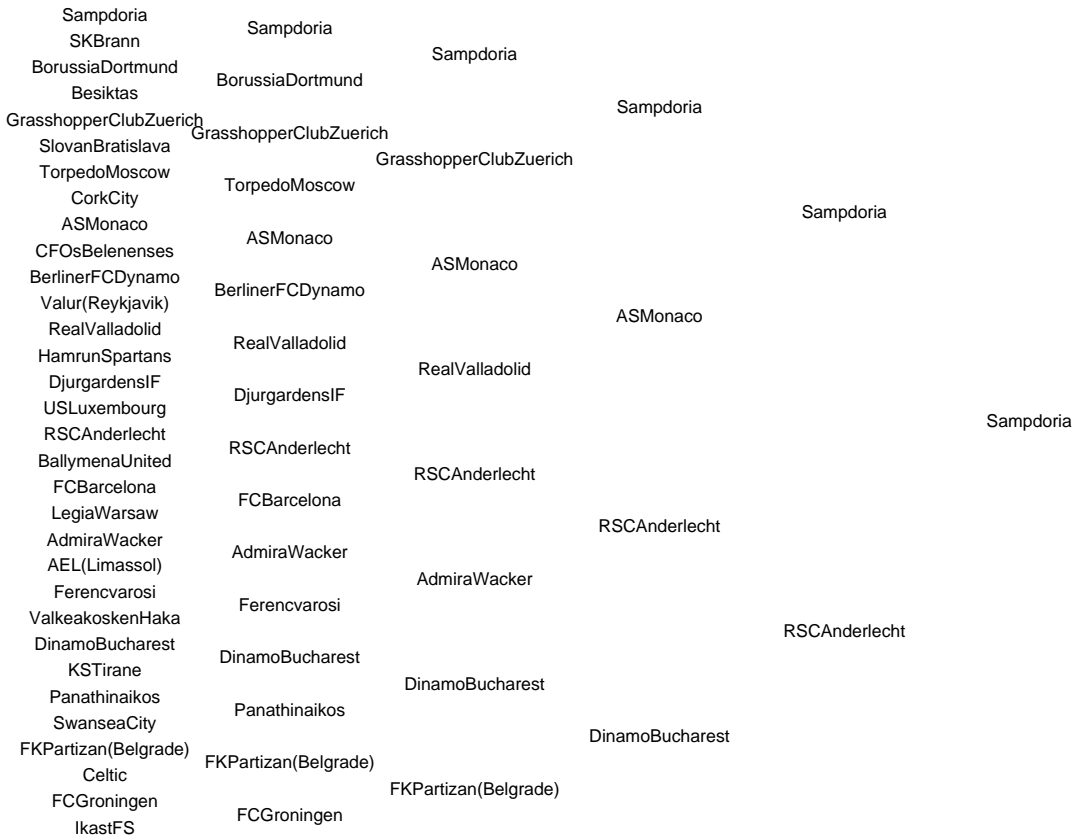 Sampdoria
SKBrann
BorussiaDortmund
Besiktas
GrasshopperClubZuerich
SlovanBratislava
TorpedoMoscow
CorkCity
ASMonaco
CFOsBelenenses
BerlinerFCDynamo
Valur(Reykjavik)
RealValladolid
HamrunSpartans
DjurgardensIF
USLuxembourg
RSCAnderlecht
BallymenaUnited
FCBarcelona
LegiaWarsaw
AdmiraWacker
AEL(Limassol)
Ferencvarosi
ValkeakoskenHaka
DinamoBucharest
KSTirane
Panathinaikos
SwanseaCity
FKPartizan(Belgrade)
Celtic
FCGroningen
IkastFS
Sampdoria
BorussiaDortmund
GrasshopperClubZuerich
TorpedoMoscow
ASMonaco
BerlinerFCDynamo
RealValladolid
DjurgardensIF
RSCAnderlecht
FCBarcelona
AdmiraWacker
Ferencvarosi
DinamoBucharest
Panathinaikos
FKPartizan(Belgrade)
FCGroningen
Sampdoria
GrasshopperClubZuerich
ASMonaco
RealValladolid
RSCAnderlecht
AdmiraWacker
DinamoBucharest
FKPartizan(Belgrade)
Sampdoria
ASMonaco
RSCAnderlecht
DinamoBucharest
Sampdoria
RSCAnderlecht
Sampdoria